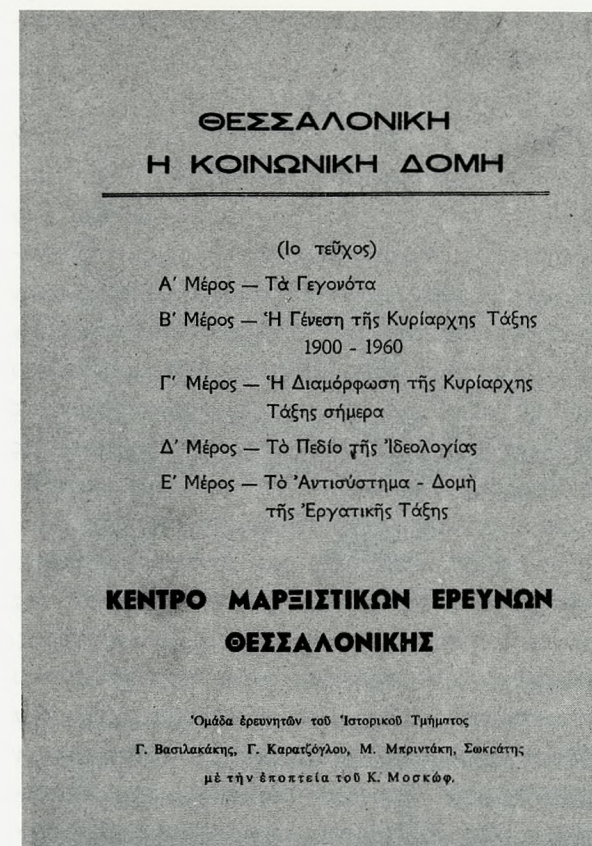 ΘΕΣΣΑΛΟΝΙΚΗ
Η ΚΟΙΝΩΝΙΚΗ ΔΟΜΗ
(Ιο τεῦχος)
Α′ Μέρος — Τὰ Γεγονότα
Β′ Μέρος — Ἡ Γένεση τῆς Κυρίαρχης Τάξης
1900 - 1960
Γ′ Μέρος — Ἡ Διαμόρφωση τῆς Κυρίαρχης
Τάξης σήμερα
Δ′ Μέρος — Τὸ Πεδίο τῆς Ἰδεολογίας
Ε′ Μέρος — Τὸ Ἀντισύστημα - Δομὴ
τῆς Ἐργατικῆς Τάξης
ΚΕΝΤΡΟ ΜΑΡΞΙΣΤΙΚΩΝ ΕΡΕΥΝΩΝ
ΘΕΣΣΑΛΟΝΙΚΗΣ
Ὁμάδα ἐρευνητῶν τοῦ Ἱστορικοῦ Τμήματος
Γ. Βασιλακάκης, Γ. Καρατζόγλου, Μ. Μπριντάκη, Σωκράτης
μὲ τὴν ἐποπτεία τοῦ Κ. Μοσκώφ.